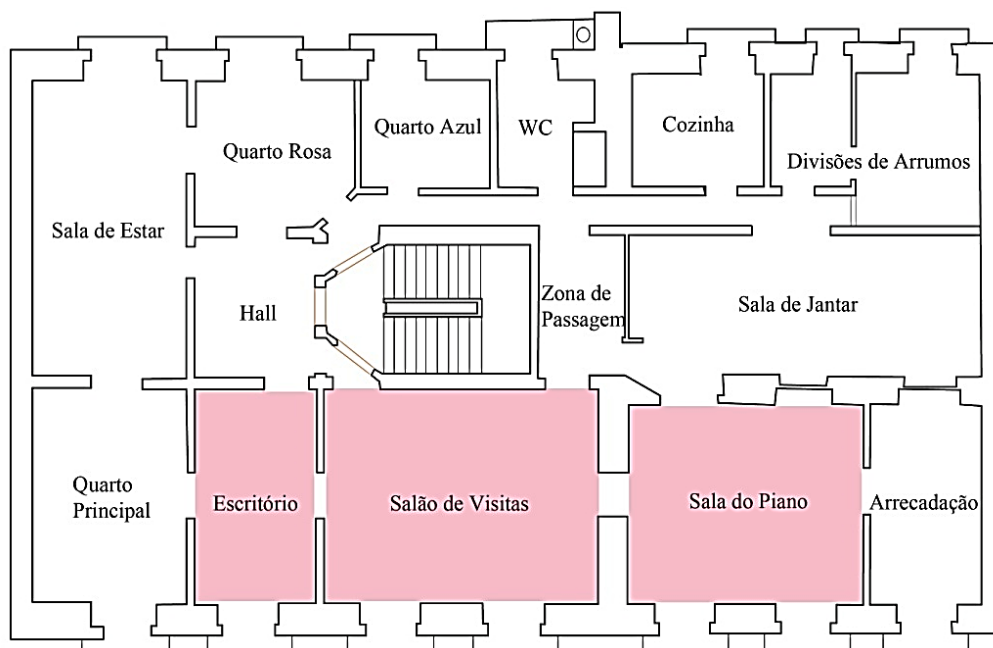 Quarto Azul
WC
Cozinha
Quarto Rosa
Divisões de Arrumos
Sala de Estar
Hall
Zona de
Passagem
Sala de Jantar
Quarto
Principal
Escritório
Salão de Visitas
Sala do Piano
Arrecadação